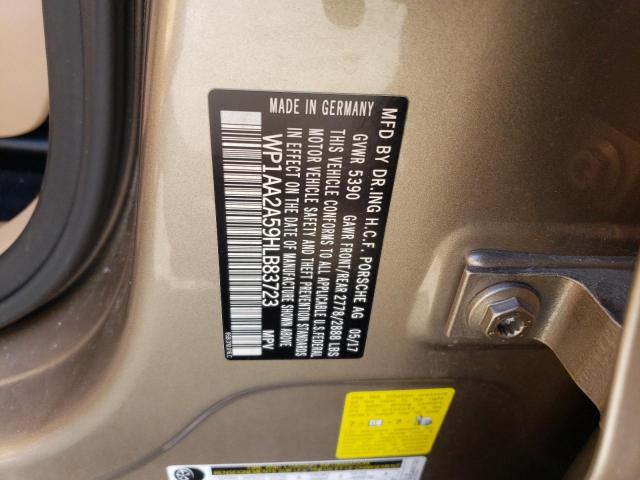 MFD BY DR.ING H.C.F. PORSCHE AG 05/17
GVWR 5390 GAWR FRONT/REAR 2778/2888 LBS
THIS VEHICLE CONFORMS TO ALL APPLICABLE U.S.FEDERAL
MOTOR VEHICLE SAFETY AND THEFT PREVENTION STANDARDS
IN EFFECT ON THE DATE OF MANUFACTURE SHOWN ABOVE
WP1AA2A59HLB83723 MPV
MADE IN GERMANY